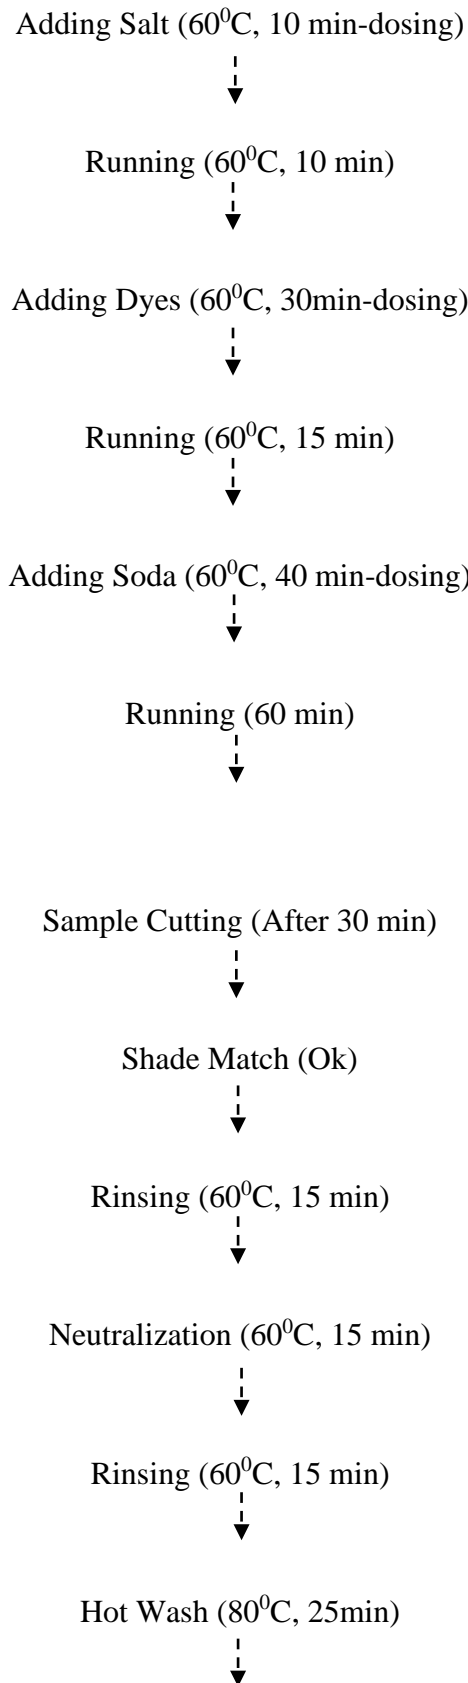 Adding Salt (60⁰C, 10 min-dosing)
Running (60⁰C, 10 min)
Adding Dyes (60⁰C, 30min-dosing)
Running (60⁰C, 15 min)
Adding Soda (60⁰C, 40 min-dosing)
Running (60 min)
Sample Cutting (After 30 min)
Shade Match (Ok)
Rinsing (60⁰C, 15 min)
Neutralization (60⁰C, 15 min)
Rinsing (60⁰C, 15 min)
Hot Wash (80⁰C, 25min)